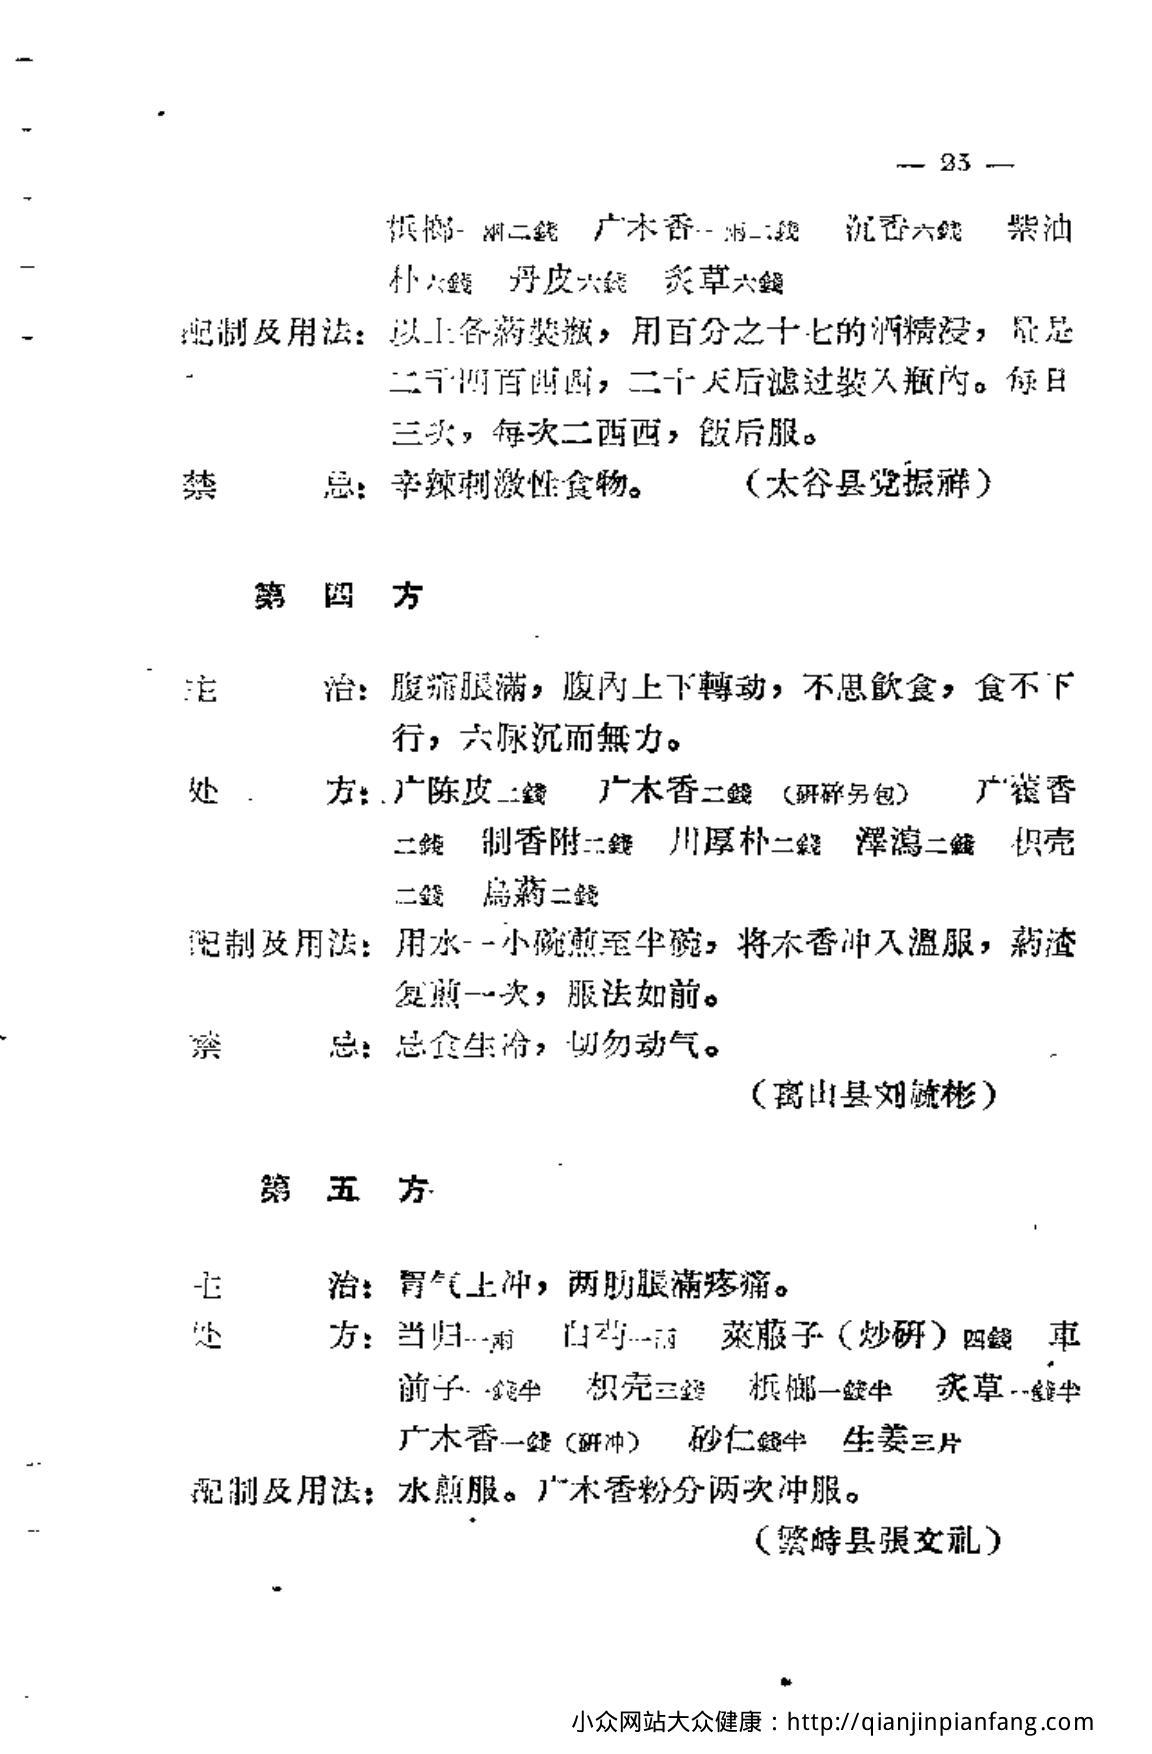 — 25 —
梹榔一兩二錢　广木香一兩二錢　沉香六錢　紫油
朴六錢　丹皮六錢　炙草六錢
配制及用法：以上各葯裝瓶，用百分之十七的酒精浸，量是
二千四百西西，二十天后滤过裝入瓶內。每日
三次，每次二西西，飯后服。
禁　　忌：辛辣刺激性食物。　（太谷县党振祥）
第四方
主　　治：腹痛脹滿，腹內上下轉动，不思飲食，食不下
行，六脉沉而無力。
处　　方：广陈皮二錢　广木香二錢（研碎另包）　广藿香
二錢　制香附二錢　川厚朴二錢　澤瀉二錢　枳壳
二錢　烏葯二錢
配制及用法：用水一小碗煎至半碗，将木香冲入溫服，葯渣
复煎一次，服法如前。
禁　　忌：忌食生冷，切勿动气。
（离山县刘毓彬）
第五方
主　　治：胃气上冲，两肋脹滿疼痛。
处　　方：当归一兩　白芍一兩　萊菔子（炒研）四錢　車
前子一錢半　枳壳三錢　梹榔一錢半　炙草一錢半
广木香一錢（研冲）　砂仁錢半　生姜三片
配制及用法：水煎服。广木香粉分两次冲服。
（繁峙县張文礼）
小众网站大众健康：http://qianjinpianfang.com